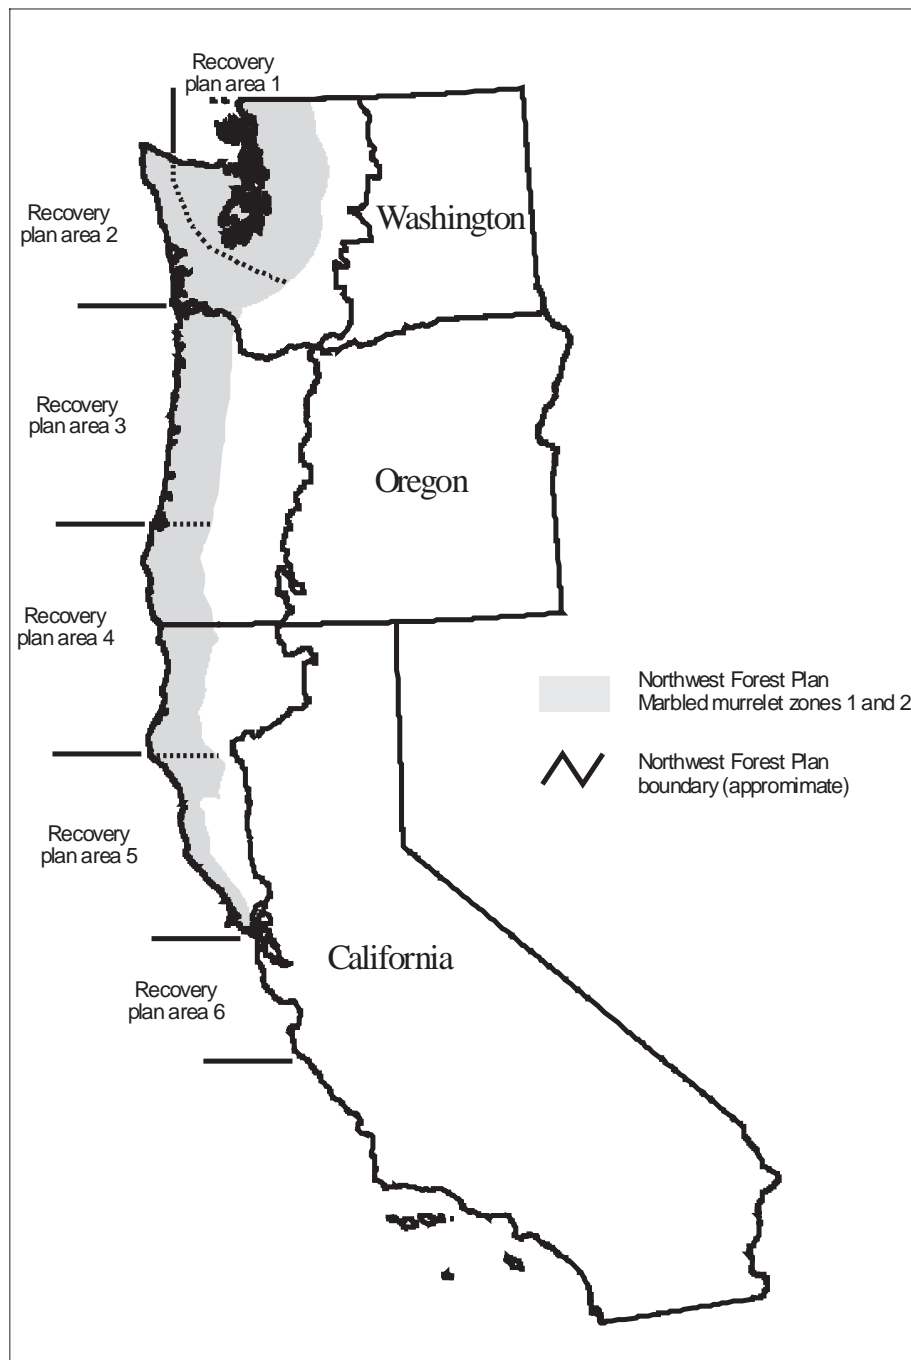 Recovery
plan area 1
Recovery
plan area 2
Washington
Recovery
plan area 3
Oregon
Recovery
plan area 4
Northwest Forest Plan
Marbled murrelet zones 1 and 2
Northwest Forest Plan
boundary (appromimate)
Recovery
plan area 5
California
Recovery
plan area 6